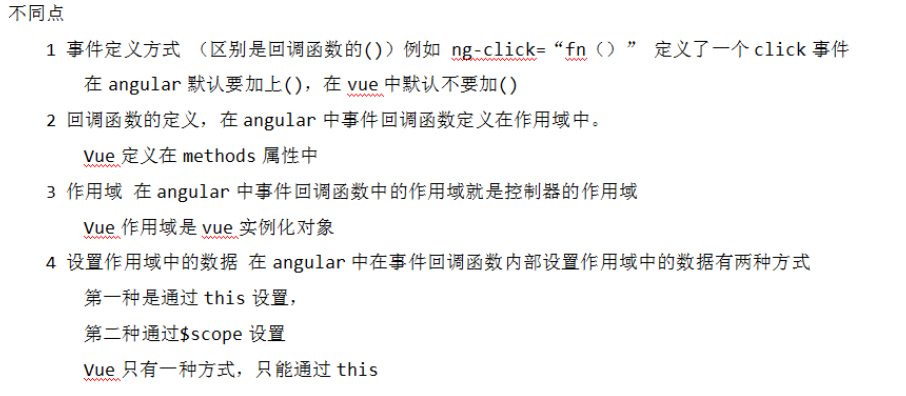 不同点
1 事件定义方式 （区别是回调函数的()）例如 ng-click=“fn（）” 定义了一个 click 事件
在 angular 默认要加上()，在 vue 中默认不要加()
2 回调函数的定义，在 angular 中事件回调函数定义在作用域中。
Vue 定义在 methods 属性中
3 作用域 在 angular 中事件回调函数中的作用域就是控制器的作用域
Vue 作用域是 vue 实例化对象
4 设置作用域中的数据 在 angular 中在事件回调函数内部设置作用域中的数据有两种方式
第一种是通过 this 设置，
第二种通过$scope 设置
Vue 只有一种方式，只能通过 this